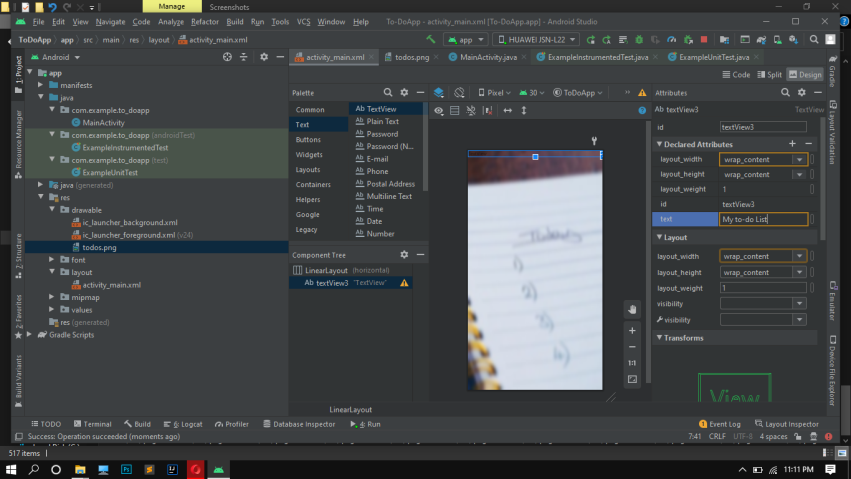 Manage
Screenshots
File Edit View Navigate Code Analyze Refactor Build Run Tools VCS Window Help To-DoApp - activity_main.xml [To-DoApp.app] - Android Studio
ToDoApp app src main res layout activity_main.xml
app HUAWEI JSN-L22
Android
activity_main.xml todos.png MainActivity.java ExampleInstrumentedTest.java ExampleUnitTest.java
Code Split Design
1: Project
Resource Manager
Z: Structure
2: Favorites
Build Variants
app
manifests
java
com.example.to_doapp
MainActivity
com.example.to_doapp (androidTest)
ExampleInstrumentedTest
com.example.to_doapp (test)
ExampleUnitTest
java (generated)
res
drawable
ic_launcher_background.xml
ic_launcher_foreground.xml (v24)
todos.png
font
layout
activity_main.xml
mipmap
values
res (generated)
Gradle Scripts
Palette
Common
Text
Buttons
Widgets
Layouts
Containers
Helpers
Google
Legacy
Ab TextView
Ab Plain Text
Password
Password (N...
E-mail
Phone
Postal Address
Multiline Text
Time
Date
Number
Component Tree
LinearLayout (horizontal)
Ab textView3 "TextView"
Pixel 30 ToDoApp
Todos
1)
2)
3)
4)
1:1
LinearLayout
Attributes
Ab textView3 TextView
id textView3
Declared Attributes
layout_width wrap_content
layout_height wrap_content
layout_weight 1
id textView3
text My to-do List
Layout
layout_width wrap_content
layout_height wrap_content
layout_weight 1
visibility
visibility
Transforms
View
Gradle
Layout Validation
Emulator
Device File Explorer
TODO Terminal Build 6: Logcat Profiler Database Inspector 4: Run
1 Event Log Layout Inspector
Success: Operation succeeded (moments ago)
7:41 CRLF UTF-8 4 spaces
517 items
Ps
11:11 PM